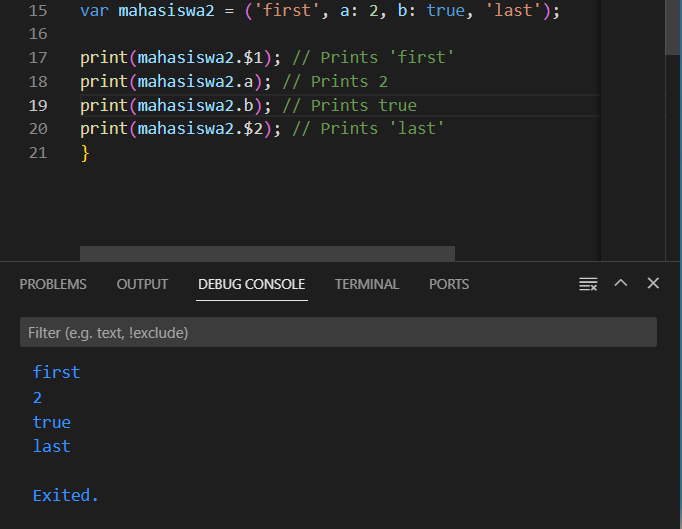 15 var mahasiswa2 = ('first', a: 2, b: true, 'last');
16
17 print(mahasiswa2.$1); // Prints 'first'
18 print(mahasiswa2.a); // Prints 2
19 print(mahasiswa2.b); // Prints true
20 print(mahasiswa2.$2); // Prints 'last'
21 }
PROBLEMS OUTPUT DEBUG CONSOLE TERMINAL PORTS
Filter (e.g. text, !exclude)
first
2
true
last
Exited.